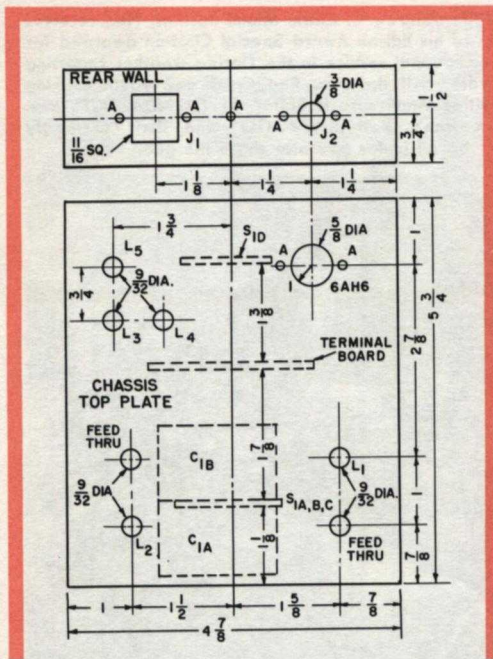 REAR WALL
3/8 DIA
A A A A A
J1 J2
11/16 SQ.
3/4
1 1/2
1 1/8 1 1/4 1 1/4
1 3/4
S1D
5/8 DIA
1
L5
A A
1
6AH6
3/4
9/32 DIA.
L3 L4
1 3/8
2 7/8
5 3/4
TERMINAL
BOARD
CHASSIS
TOP PLATE
FEED
THRU
C1B
1 7/8
L1
9/32 DIA
S1A,B,C
9/32 DIA.
1
L2
C1A
1 1/8
FEED
THRU
7/8
1 1 1/2 1 5/8 7/8
4 7/8